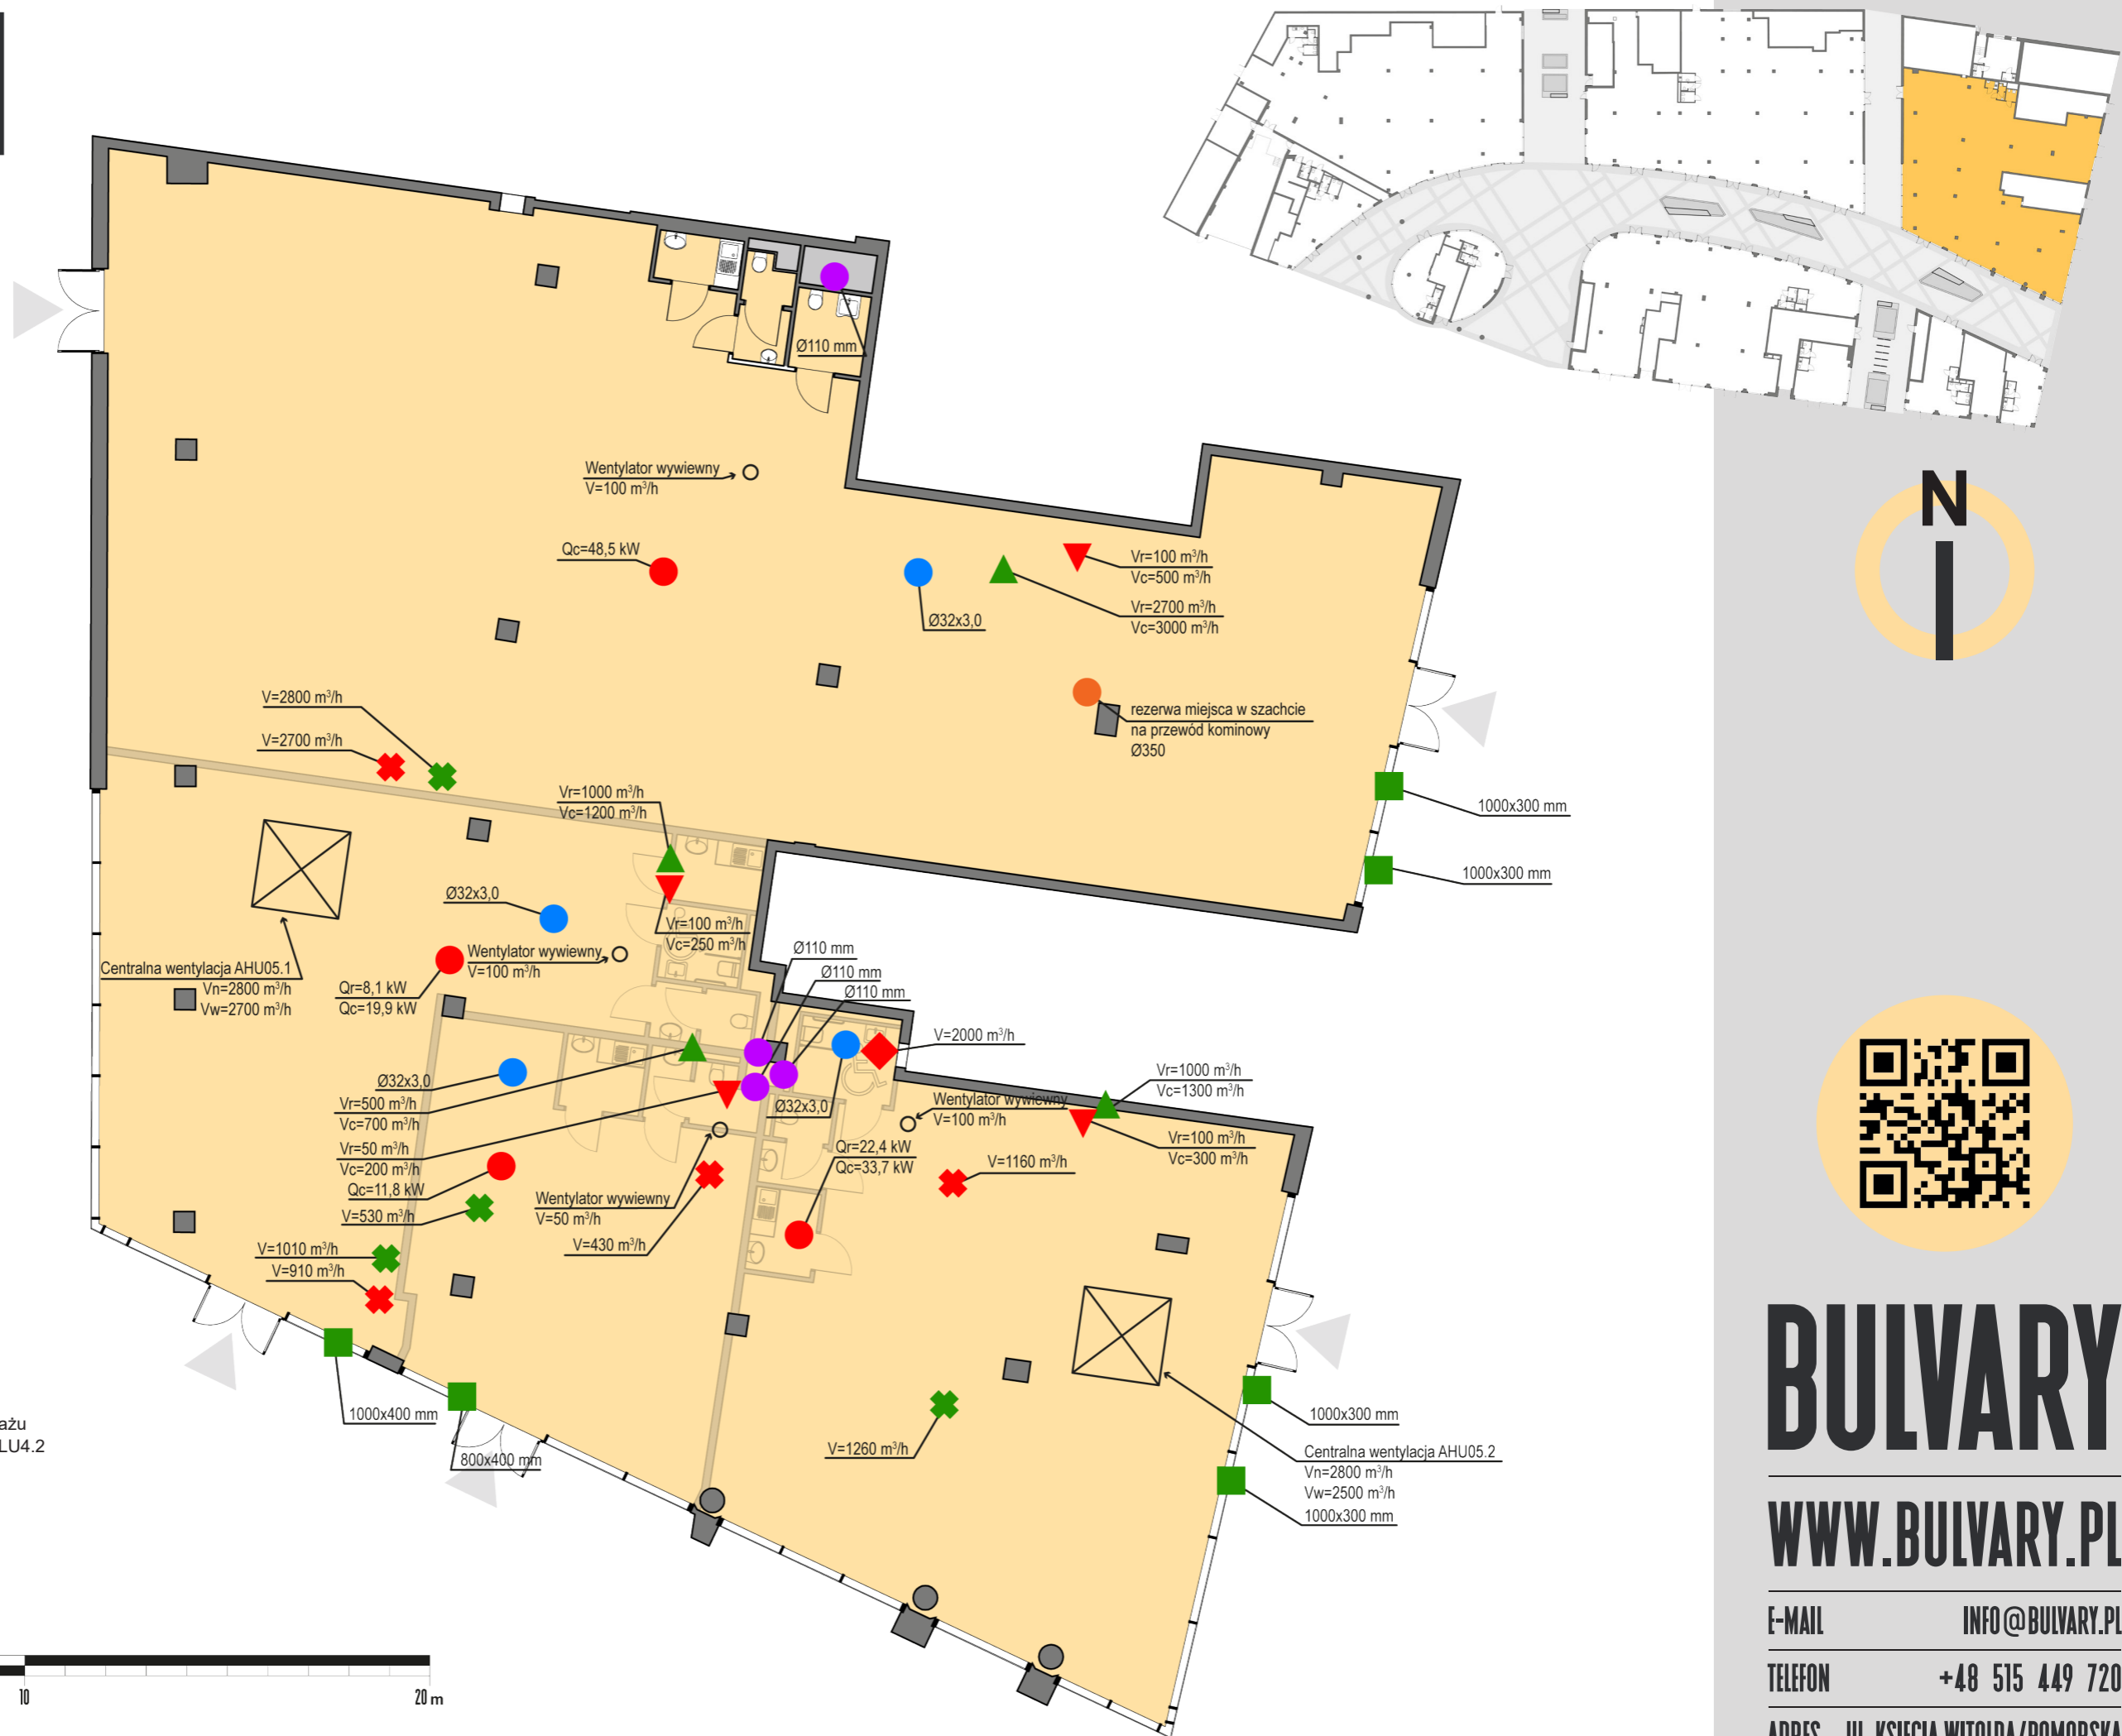 N
Ø110 mm
Wentylator wywiewny
V=100 m³/h
Qc=48,5 kW
Vr=100 m³/h
Vc=500 m³/h
Ø32x3,0
Vr=2700 m³/h
Vc=3000 m³/h
V=2800 m³/h
V=2700 m³/h
rezerwa miejsca w szachcie
na przewód kominowy
Ø350
Vr=1000 m³/h
Vc=1200 m³/h
1000x300 mm
1000x300 mm
Ø32x3,0
Vr=100 m³/h
Vc=250 m³/h
Wentylator wywiewny
V=100 m³/h
Centralna wentylacja AHU05.1
Vn=2800 m³/h
Vw=2700 m³/h
Qr=8,1 kW
Qc=19,9 kW
Ø110 mm
Ø110 mm
Ø110 mm
V=2000 m³/h
Ø32x3,0
Vr=500 m³/h
Vc=700 m³/h
Vr=50 m³/h
Vc=200 m³/h
Qc=11,8 kW
V=530 m³/h
V=1010 m³/h
V=910 m³/h
Ø32x3,0
Wentylator wywiewny
V=100 m³/h
Vr=1000 m³/h
Vc=1300 m³/h
Vr=100 m³/h
Vc=300 m³/h
Qr=22,4 kW
Qc=33,7 kW
V=1160 m³/h
Wentylator wywiewny
V=50 m³/h
V=430 m³/h
1000x400 mm
800x400 mm
V=1260 m³/h
1000x300 mm
Centralna wentylacja AHU05.2
Vn=2800 m³/h
Vw=2500 m³/h
1000x300 mm
ażu
LU4.2
10
20 m
BULVARY
WWW.BULVARY.PL
E-MAIL INFO@BULVARY.PL
TELEFON +48 515 449 720
ADRES UL. KSIĘCIA WITOLDA/POMORSKA